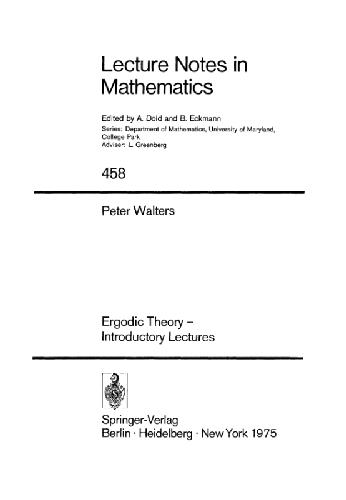 Lecture Notes in
Mathematics
Edited by A. Dold and B. Eckmann
Series: Department of Mathematics, University of Maryland,
College Park
Adviser: L. Greenberg
458
Peter Walters
Ergodic Theory –
Introductory Lectures
Springer-Verlag
Berlin · Heidelberg · New York 1975